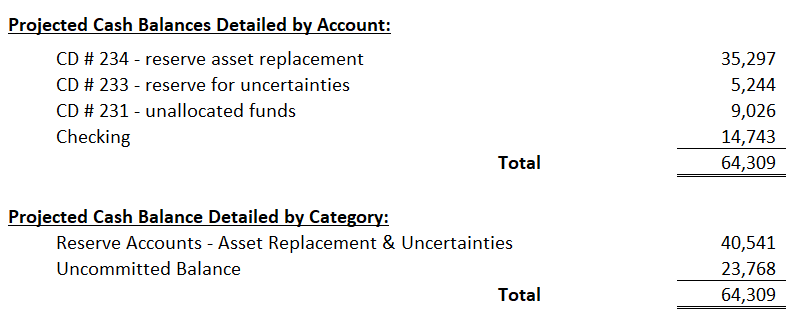 Projected Cash Balances Detailed by Account:
CD # 234 - reserve asset replacement 35,297
CD # 233 - reserve for uncertainties 5,244
CD # 231 - unallocated funds 9,026
Checking 14,743
Total 64,309
Projected Cash Balance Detailed by Category:
Reserve Accounts - Asset Replacement & Uncertainties 40,541
Uncommitted Balance 23,768
Total 64,309